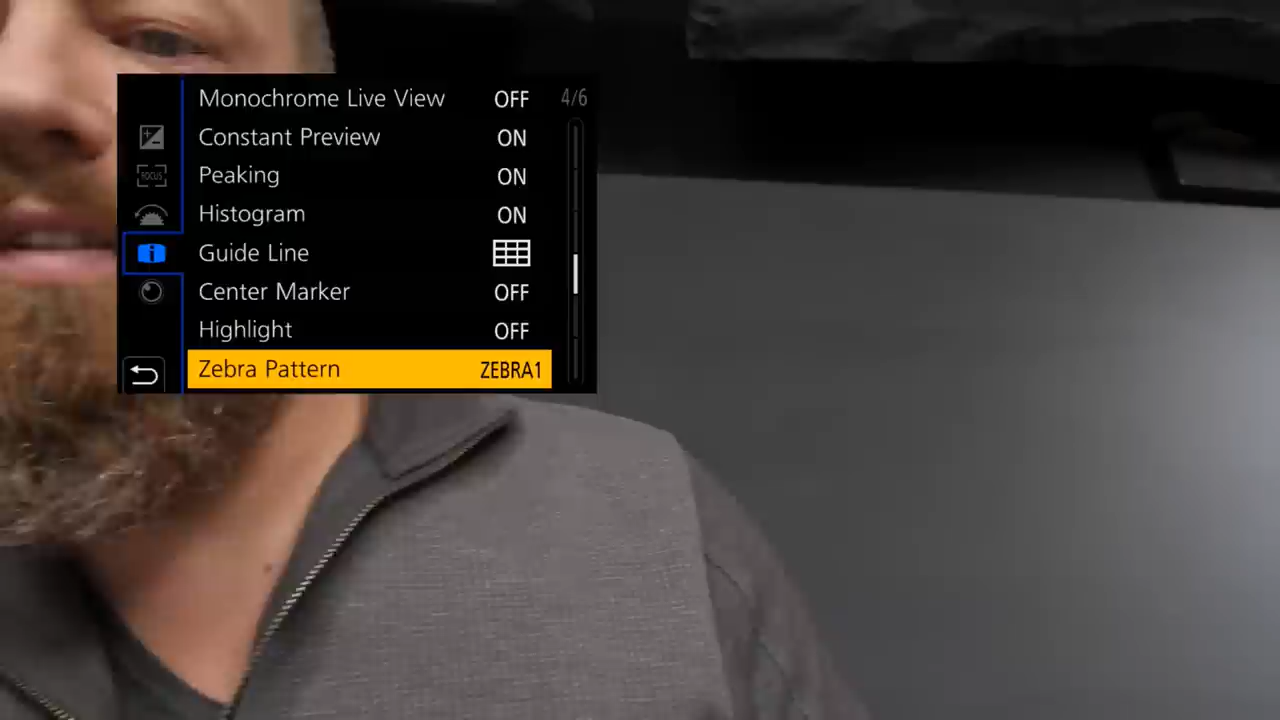 Monochrome Live View OFF 4/6
Constant Preview ON
Peaking ON
FOCUS
Histogram ON
Guide Line
Center Marker OFF
Highlight OFF
Zebra Pattern ZEBRA1